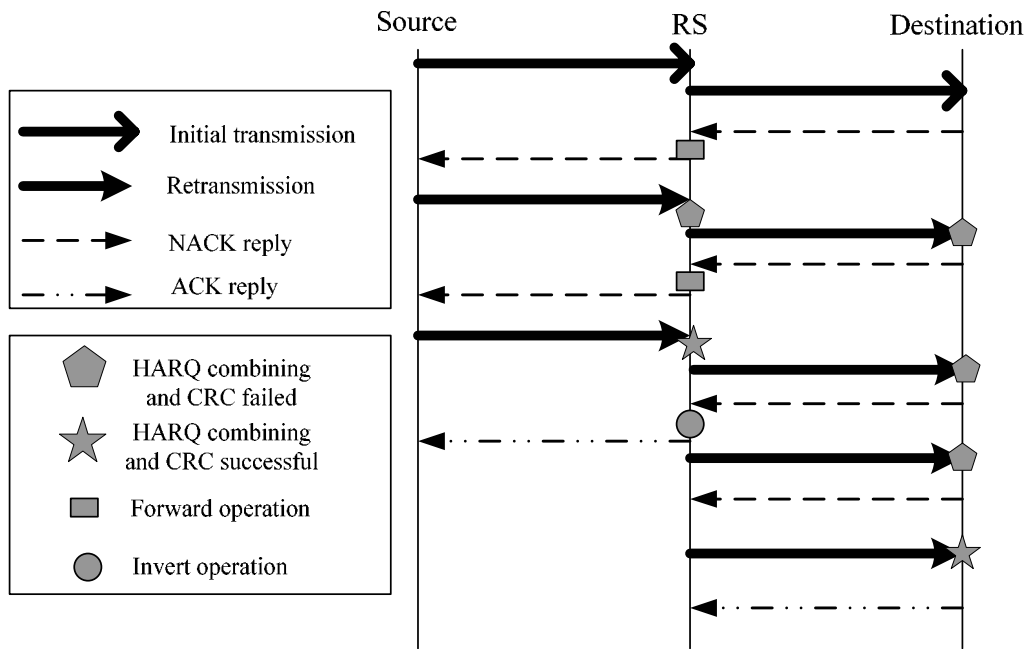 Source
RS
Destination
Initial transmission
Retransmission
NACK reply
ACK reply
HARQ combining
and CRC failed
HARQ combining
and CRC successful
Forward operation
Invert operation